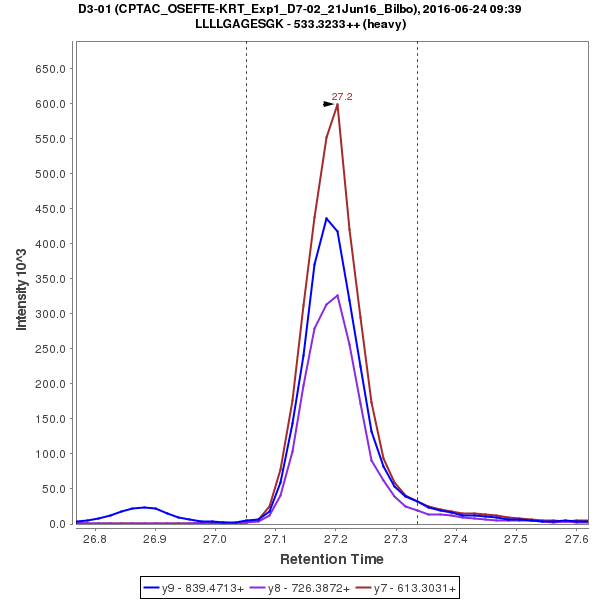 D3-01 (CPTAC_OSEFTE-KRT_Exp1_D7-02_21Jun16_Bilbo), 2016-06-24 09:39
LLLLGAGESGK - 533.3233++ (heavy)
27.2
650.0
600.0
550.0
500.0
450.0
400.0
350.0
300.0
250.0
200.0
150.0
100.0
50.0
0.0
Intensity 10^3
26.8 26.9 27.0 27.1 27.2 27.3 27.4 27.5 27.6
Retention Time
y9 - 839.4713+ y8 - 726.3872+ y7 - 613.3031+